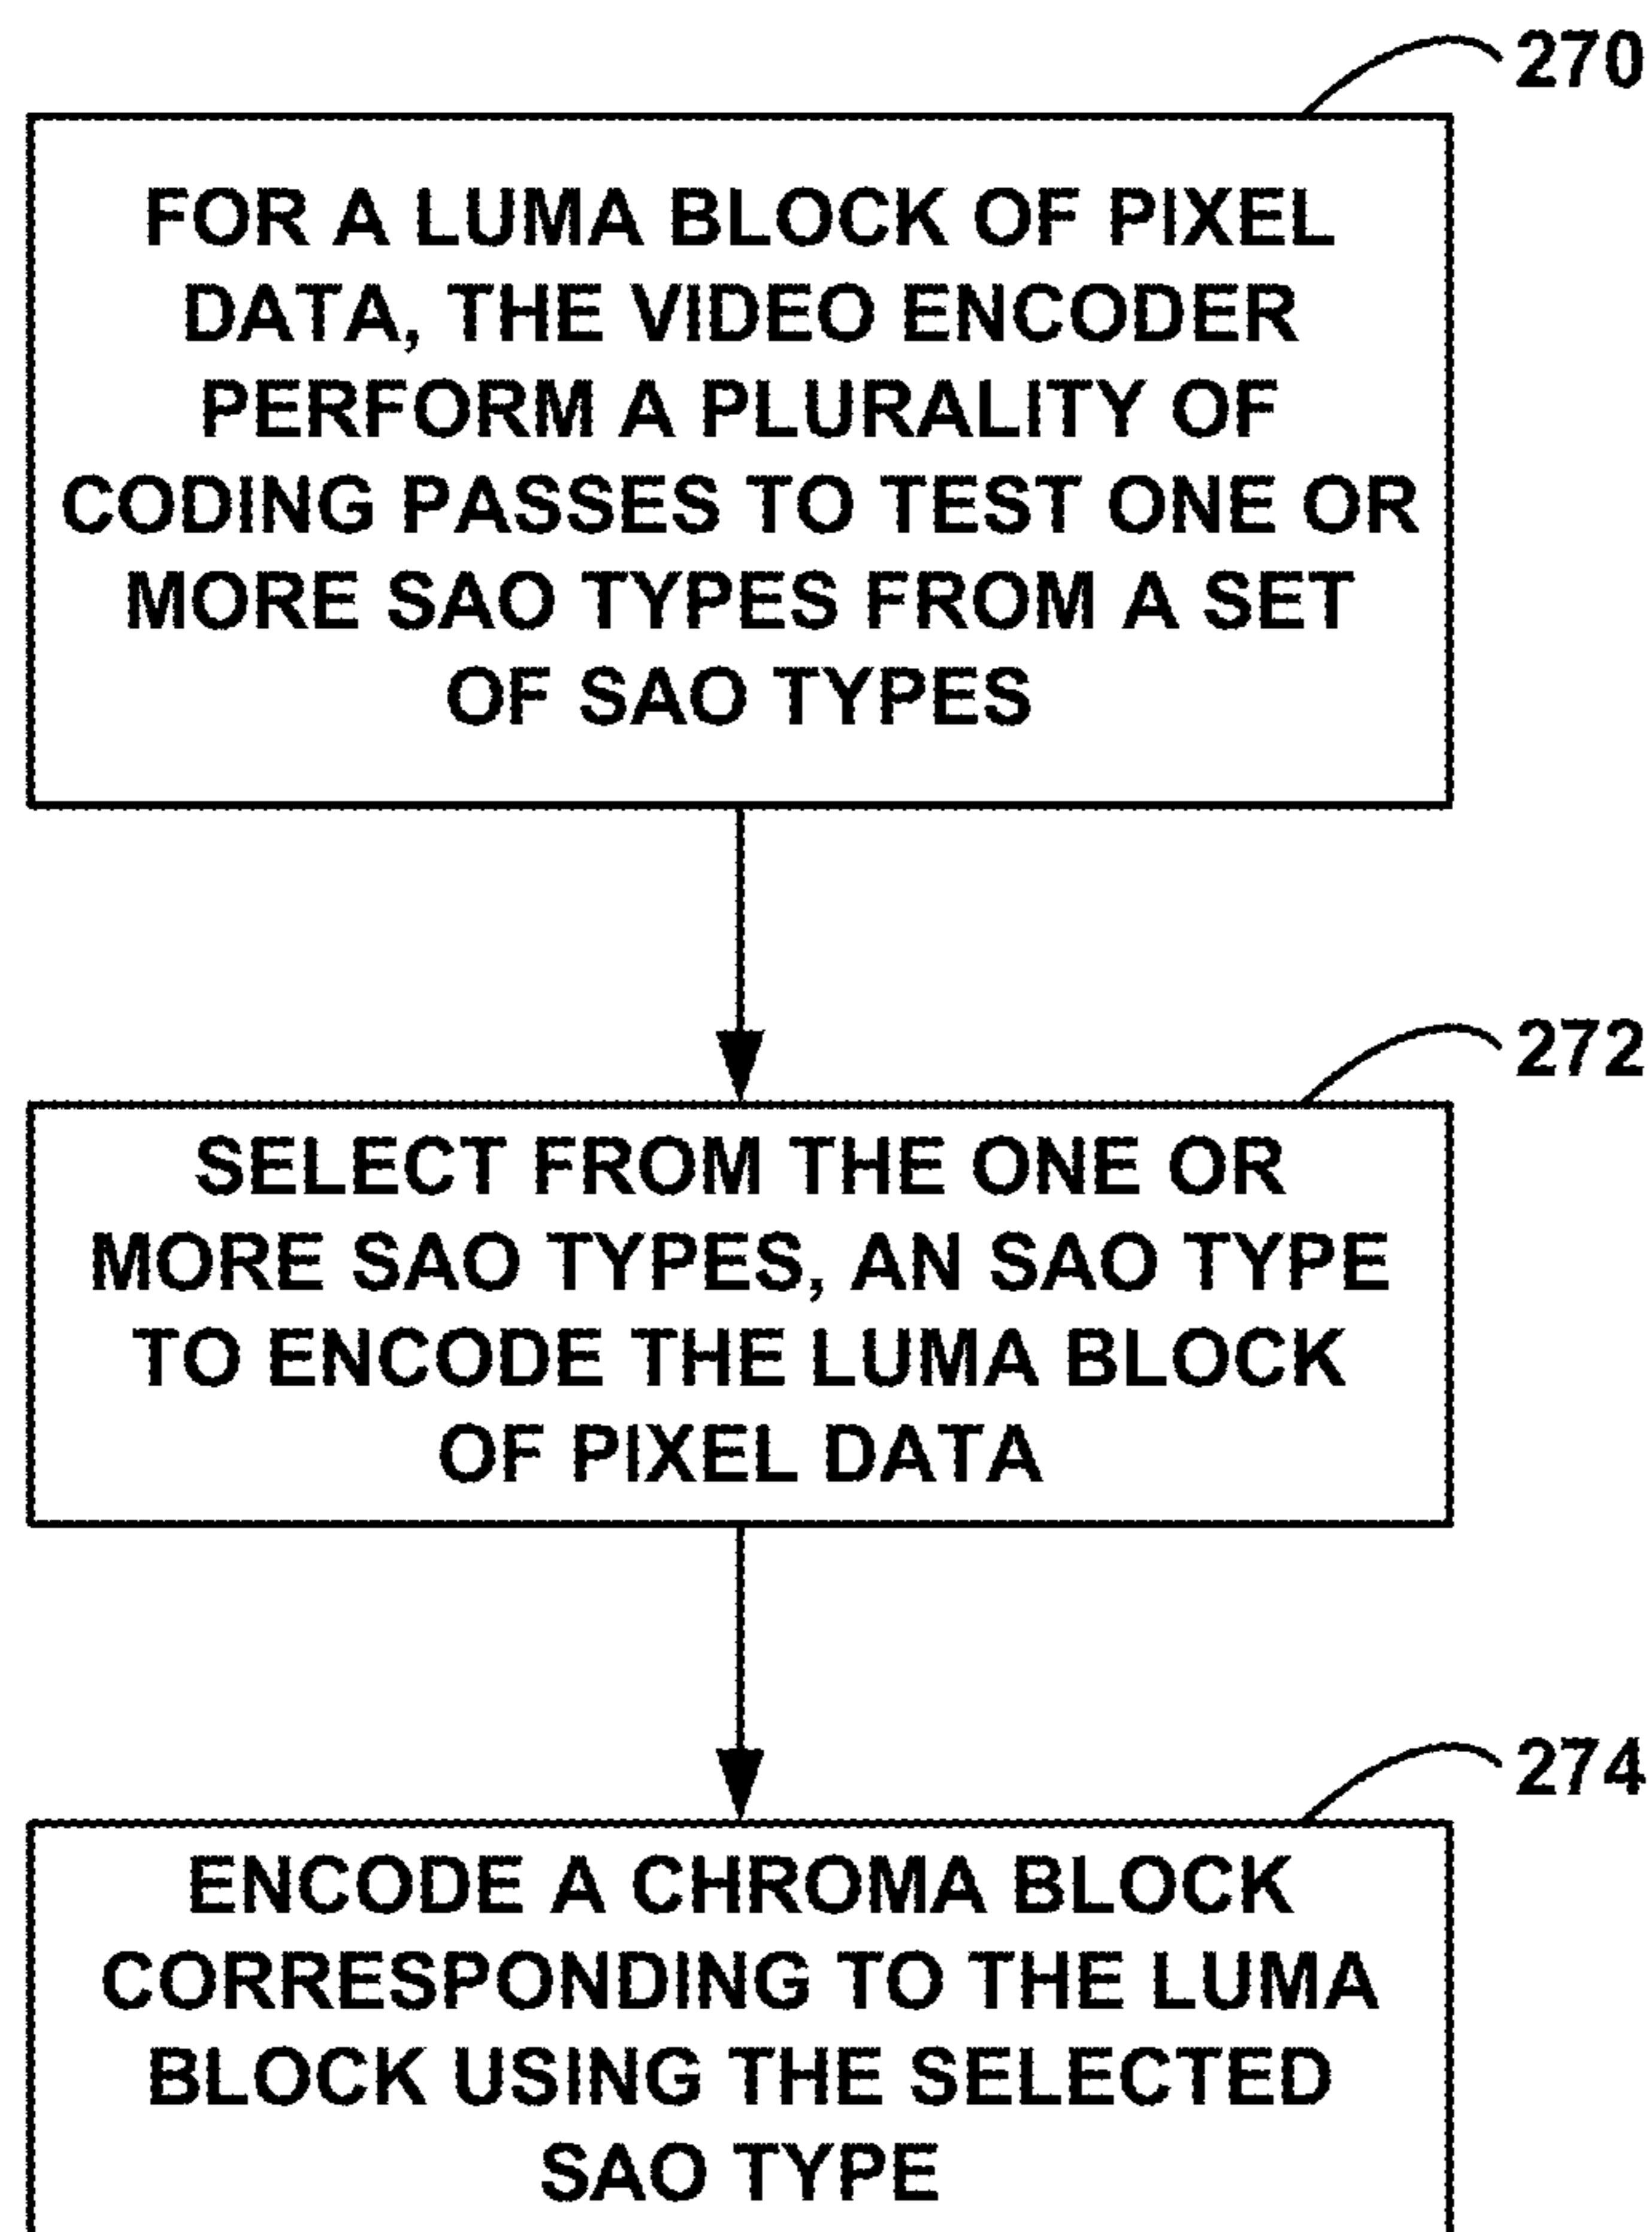 270
FOR A LUMA BLOCK OF PIXEL
DATA, THE VIDEO ENCODER
PERFORM A PLURALITY OF
CODING PASSES TO TEST ONE OR
MORE SAO TYPES FROM A SET
OF SAO TYPES
272
SELECT FROM THE ONE OR
MORE SAO TYPES, AN SAO TYPE
TO ENCODE THE LUMA BLOCK
OF PIXEL DATA
274
ENCODE A CHROMA BLOCK
CORRESPONDING TO THE LUMA
BLOCK USING THE SELECTED
SAO TYPE